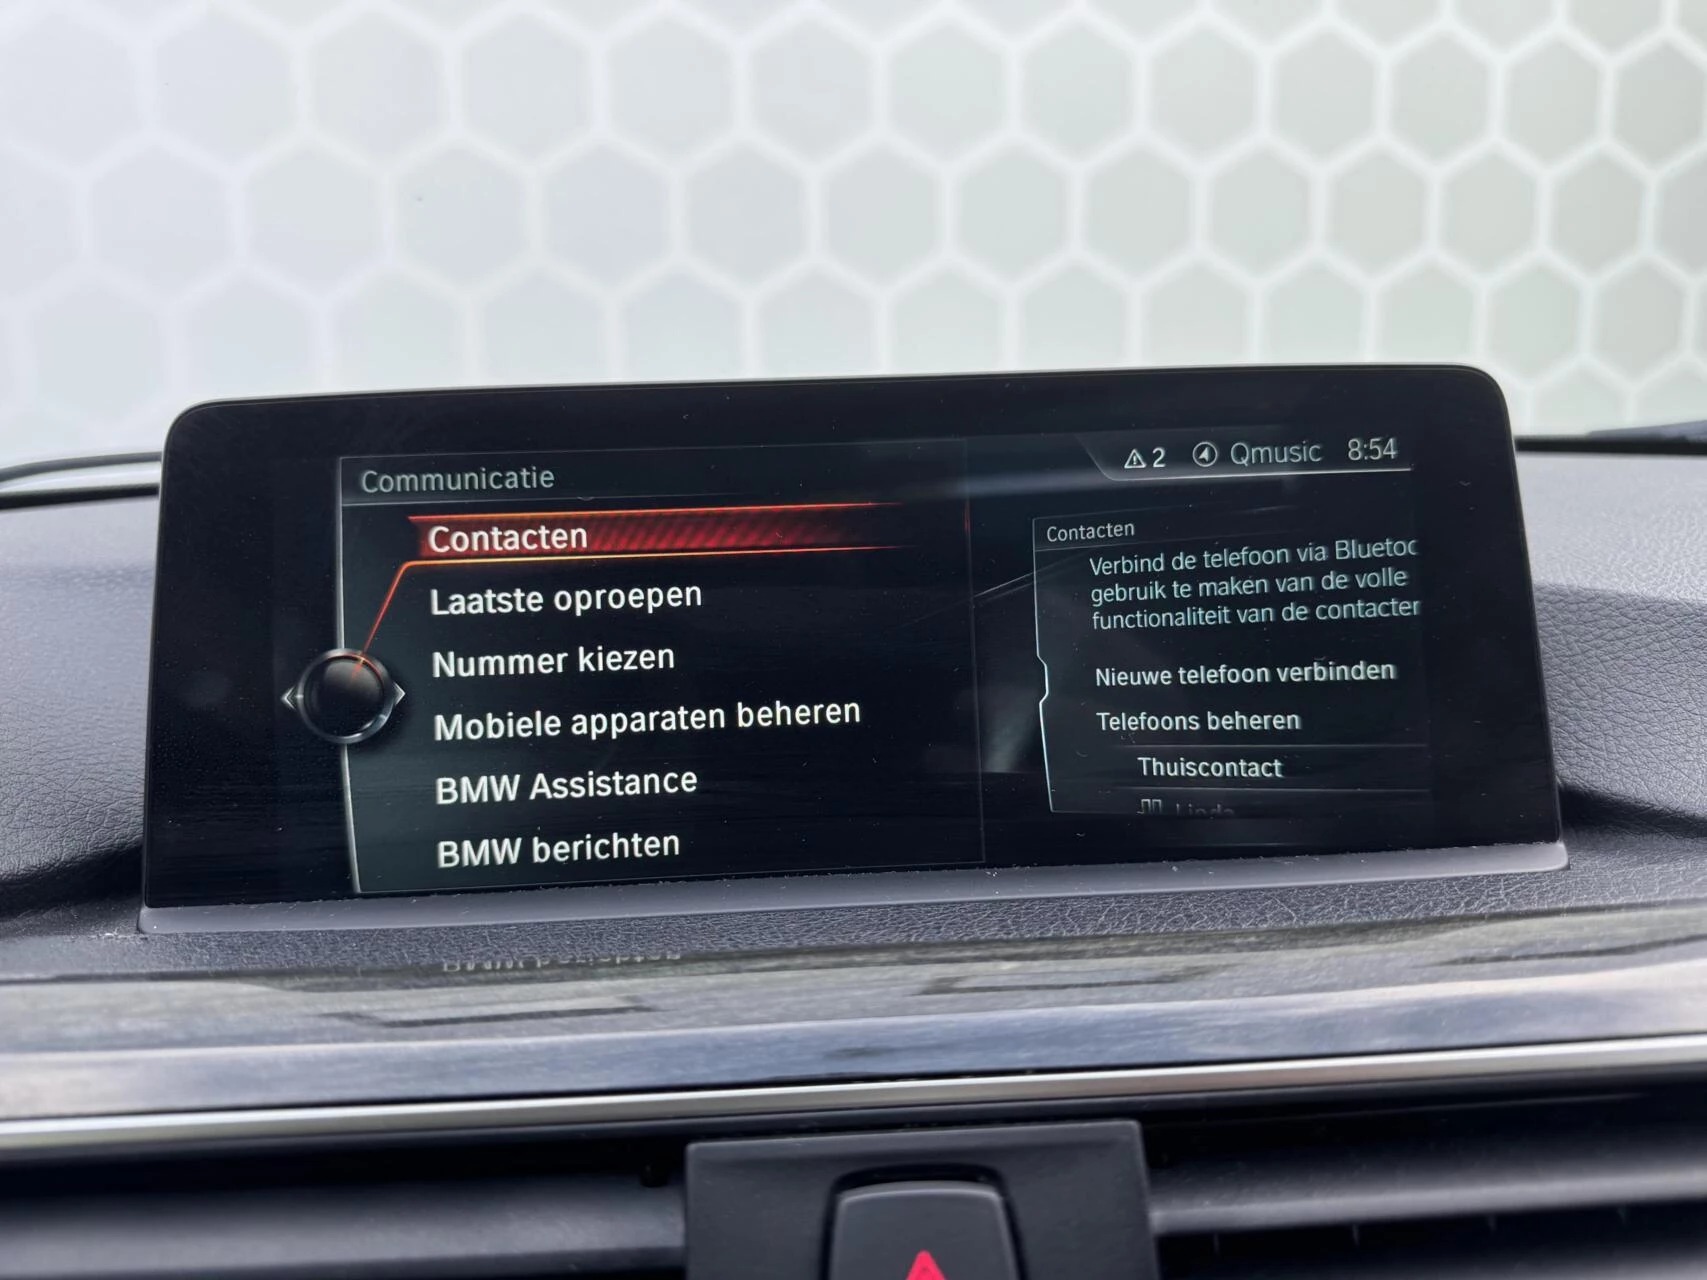 Communicatie
2 Qmusic 8:54
Contacten
Laatste oproepen
Nummer kiezen
Mobiele apparaten beheren
BMW Assistance
BMW berichten
Contacten
Verbind de telefoon via Bluetoc
gebruik te maken van de volle
functionaliteit van de contacter
Nieuwe telefoon verbinden
Telefoons beheren
Thuiscontact